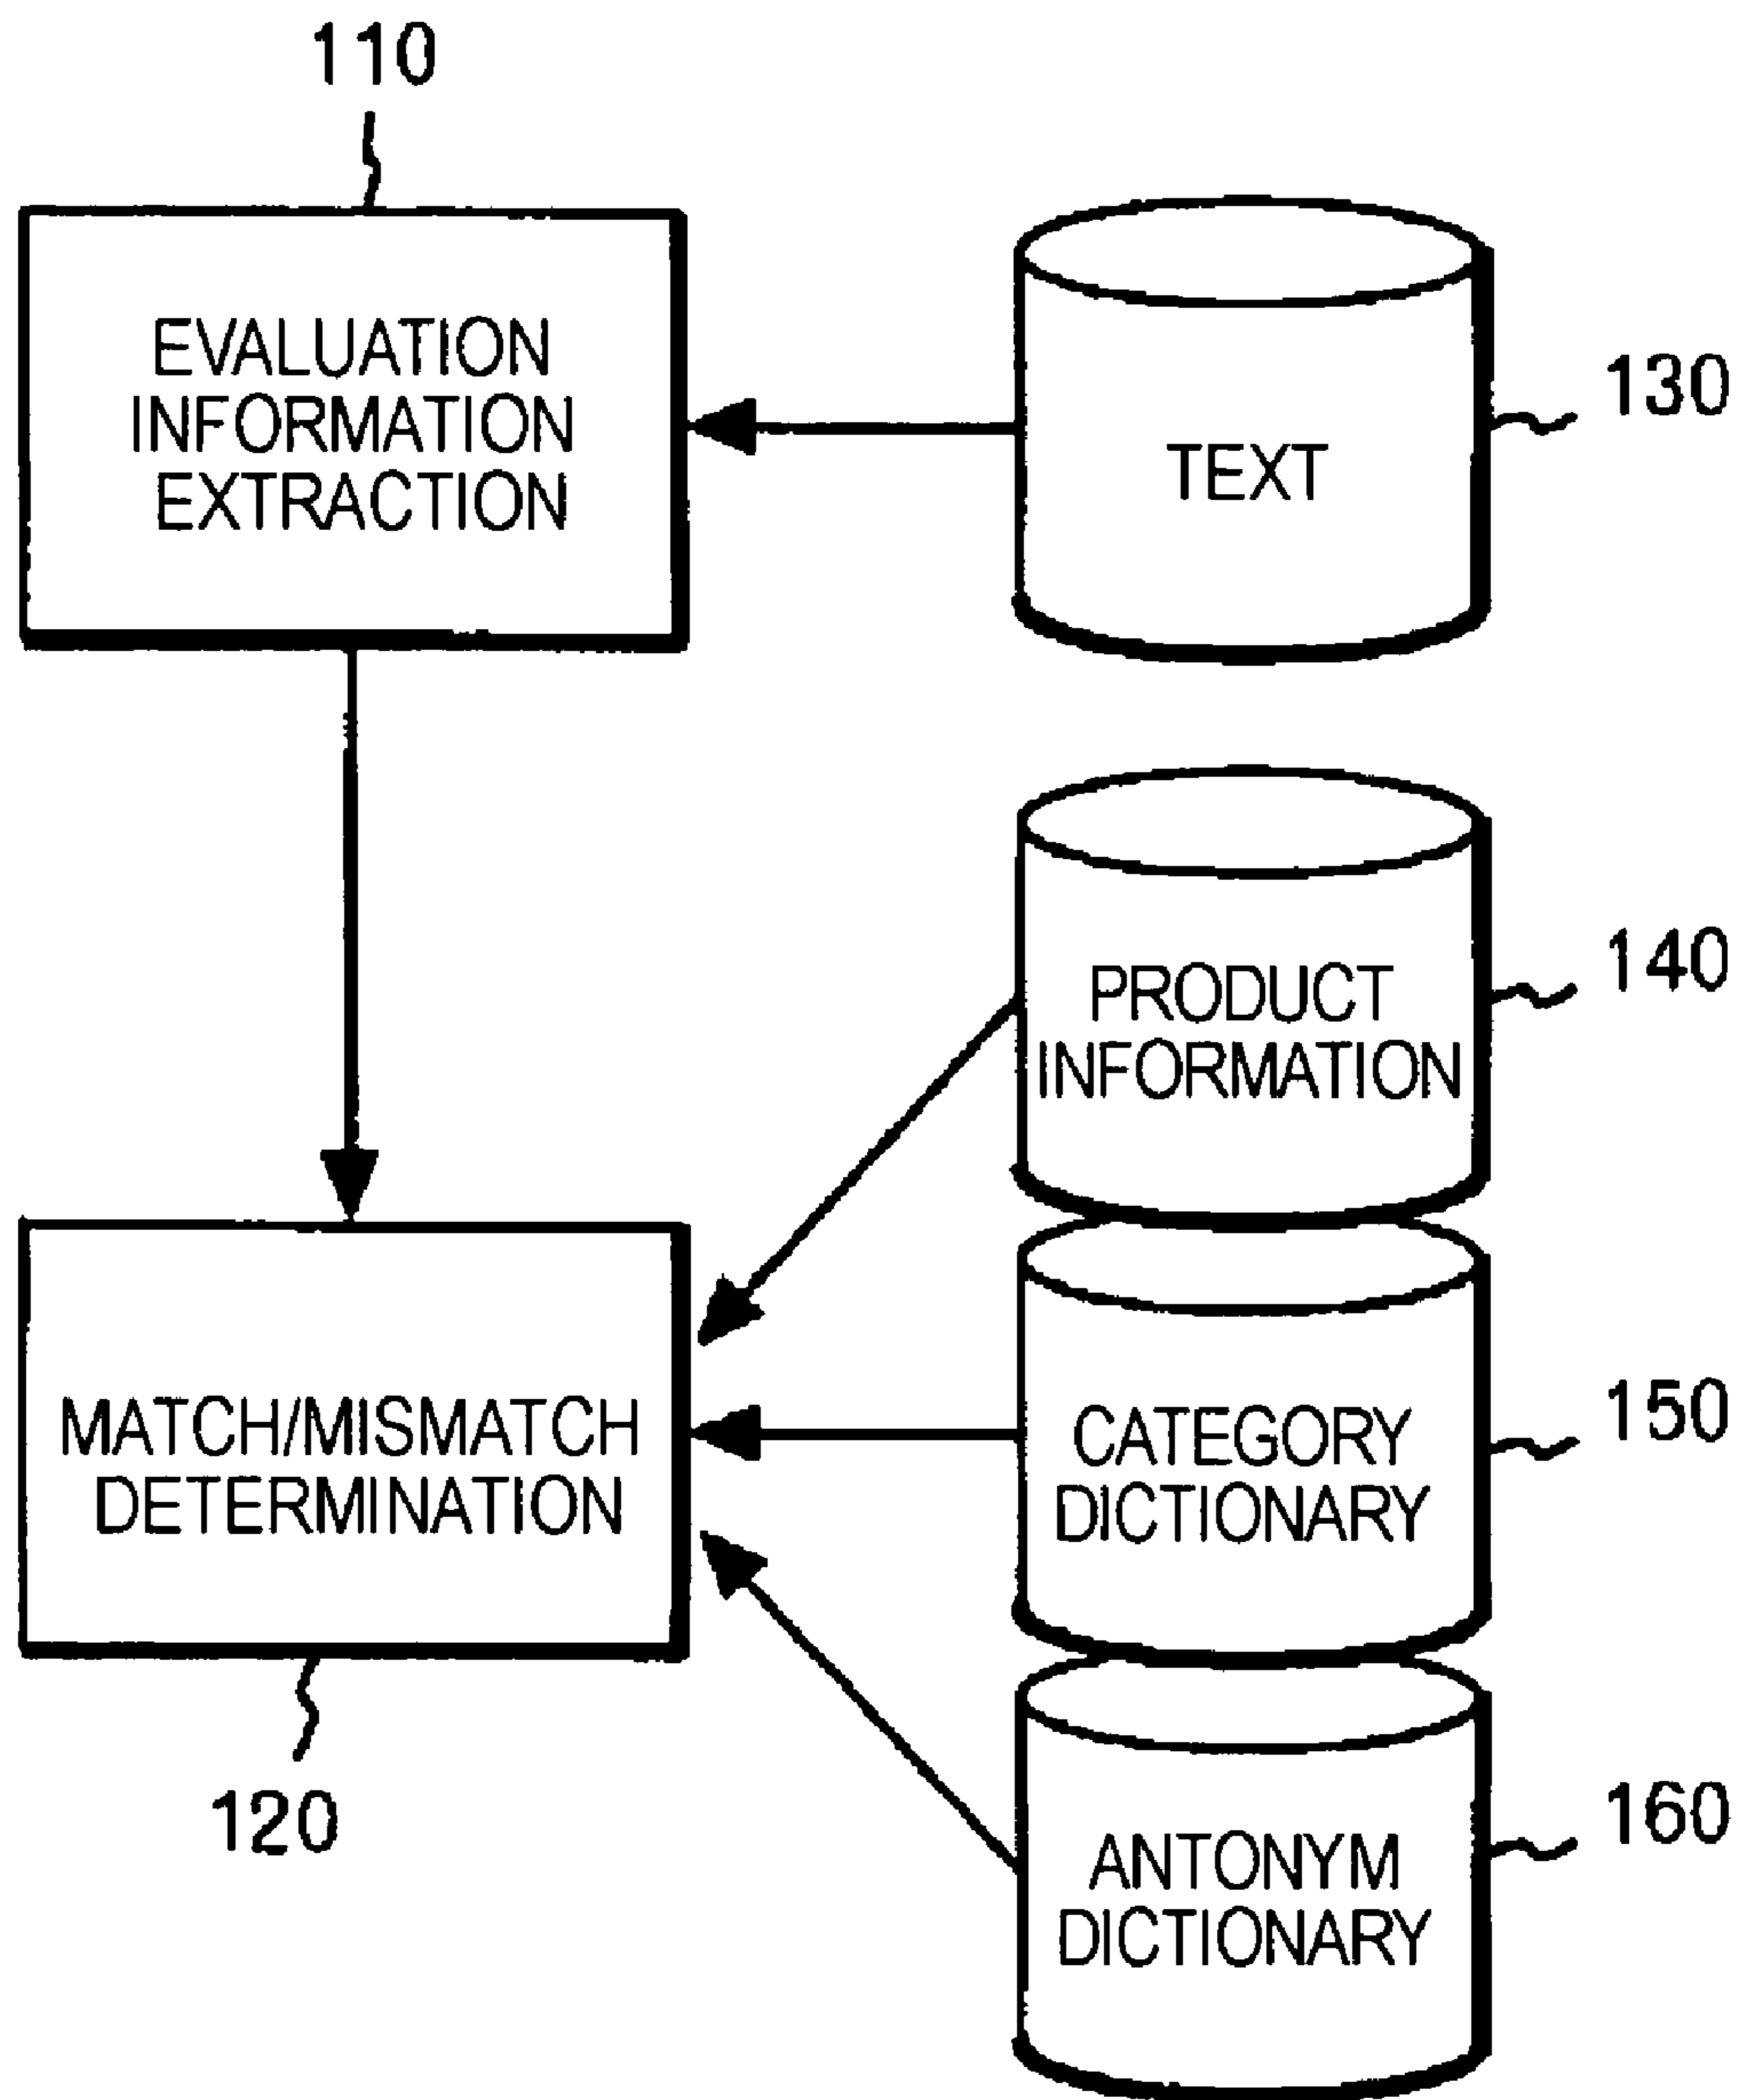 110
EVALUATION
INFORMATION
EXTRACTION
TEXT
130
PRODUCT
INFORMATION
140
MATCH/MISMATCH
DETERMINATION
120
CATEGORY
DICTIONARY
150
ANTONYM
DICTIONARY
160